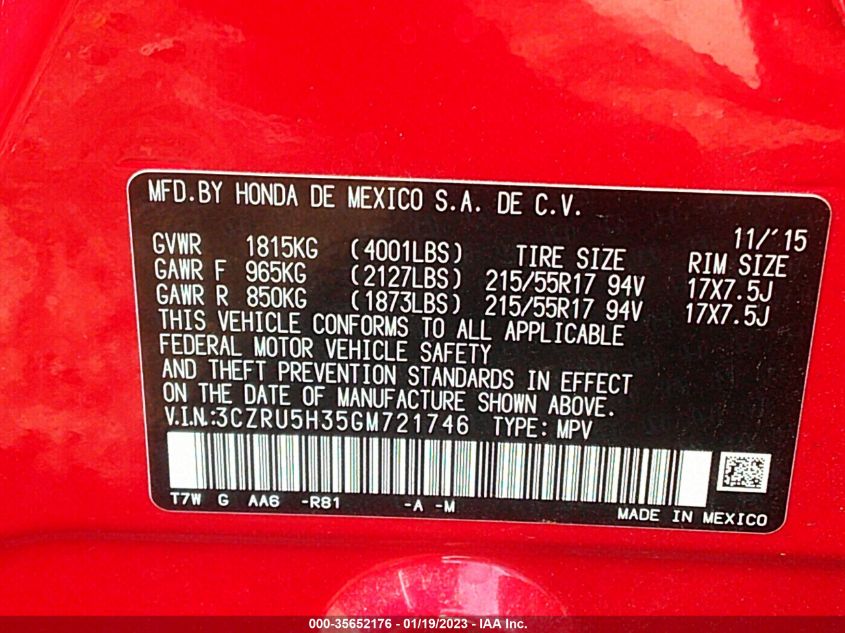 MFD.BY HONDA DE MEXICO S.A. DE C.V.
11/'15
GVWR 1815KG (4001LBS) TIRE SIZE RIM SIZE
GAWR F 965KG (2127LBS) 215/55R17 94V 17X7.5J
GAWR R 850KG (1873LBS) 215/55R17 94V 17X7.5J
THIS VEHICLE CONFORMS TO ALL APPLICABLE
FEDERAL MOTOR VEHICLE SAFETY
AND THEFT PREVENTION STANDARDS IN EFFECT
ON THE DATE OF MANUFACTURE SHOWN ABOVE.
V.I.N.:3CZRU5H35GM721746 TYPE: MPV
T7W G AA6 -R81 -A -M
MADE IN MEXICO
000-35652176 - 01/19/2023 - IAA Inc.